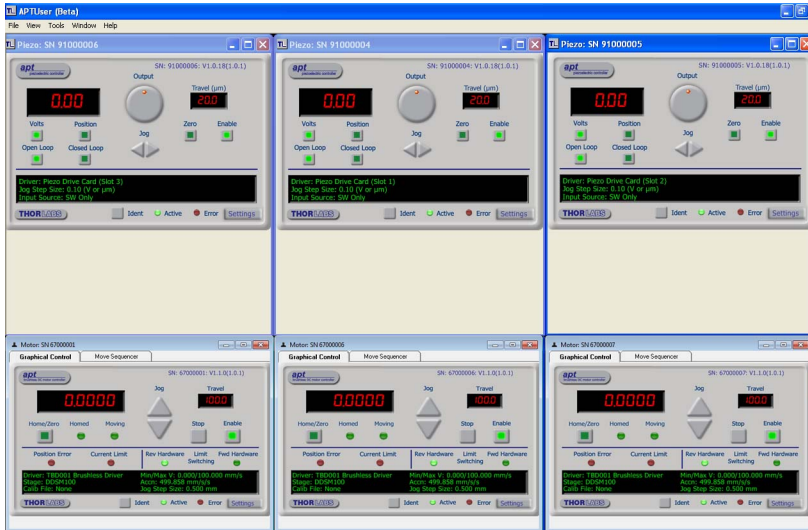 APTUser (Beta)
File View Tools Window Help
Piezo: SN 91000006
apt
SN: 91000006: V1.0.18(1.0.1)
Output
Travel (µm)
0.00
20.0
Volts Position
Jog
Zero Enable
Open Loop Closed Loop
Driver: Piezo Drive Card (Slot 3)
Jog Step Size: 0.10 (V or µm)
Input Source: SW Only
THORLABS
Ident Active Error Settings
Piezo: SN 91000004
apt
SN: 91000004: V1.0.18(1.0.1)
Output
Travel (µm)
0.00
20.0
Volts Position
Jog
Zero Enable
Open Loop Closed Loop
Driver: Piezo Drive Card (Slot 1)
Jog Step Size: 0.10 (V or µm)
Input Source: SW Only
THORLABS
Ident Active Error Settings
Piezo: SN 91000005
apt
SN: 91000005: V1.0.18(1.0.1)
Output
Travel (µm)
0.00
20.0
Volts Position
Jog
Zero Enable
Open Loop Closed Loop
Driver: Piezo Drive Card (Slot 2)
Jog Step Size: 0.10 (V or µm)
Input Source: SW Only
THORLABS
Ident Active Error Settings
Motor: SN 67000001
Graphical Control Move Sequencer
apt
SN: 67000001: V1.1.0(1.0.1)
Jog Travel
0.0000
100.0
Home/Zero Homed Moving
Stop Enable
Position Error Current Limit
Rev Hardware Limit Switching Fwd Hardware
Driver: TBD001 Brushless Driver Min/Max V: 0.000/100.000 mm/s
Stage: DDSM100 Accn: 499.858 mm/s/s
Calib File: None Jog Step Size: 0.500 mm
THORLABS
Ident Active Error Settings
Motor: SN 67000006
Graphical Control Move Sequencer
apt
SN: 67000006: V1.1.0(1.0.1)
Jog Travel
0.0000
100.0
Home/Zero Homed Moving
Stop Enable
Position Error Current Limit
Rev Hardware Limit Switching Fwd Hardware
Driver: TBD001 Brushless Driver Min/Max V: 0.000/100.000 mm/s
Stage: DDSM100 Accn: 499.858 mm/s/s
Calib File: None Jog Step Size: 0.500 mm
THORLABS
Ident Active Error Settings
Motor: SN 67000007
Graphical Control Move Sequencer
apt
SN: 67000007: V1.1.0(1.0.1)
Jog Travel
0.0000
100.0
Home/Zero Homed Moving
Stop Enable
Position Error Current Limit
Rev Hardware Limit Switching Fwd Hardware
Driver: TBD001 Brushless Driver Min/Max V: 0.000/100.000 mm/s
Stage: DDSM100 Accn: 499.858 mm/s/s
Calib File: None Jog Step Size: 0.500 mm
THORLABS
Ident Active Error Settings